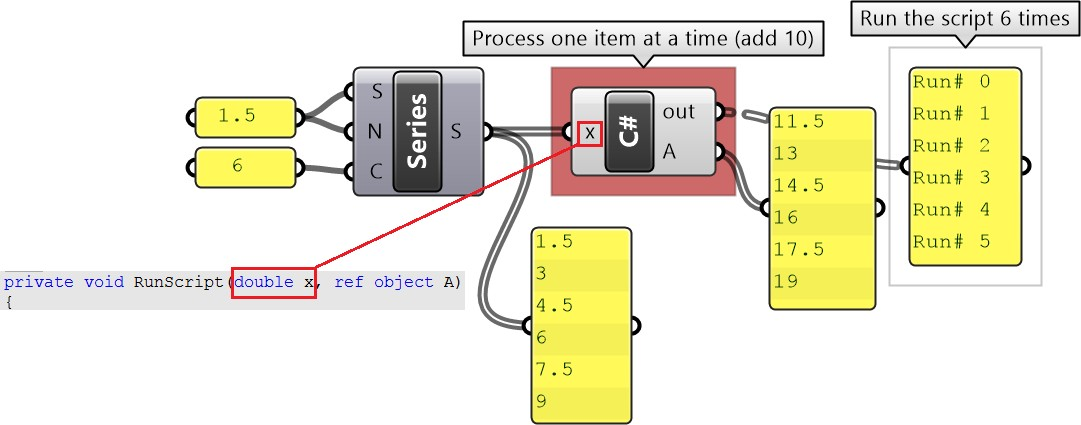 Run the script 6 times
Process one item at a time (add 10)
1.5
6
S
N
C
Series
S
x
C#
out
A
11.5
13
14.5
16
17.5
19
Run# 0
Run# 1
Run# 2
Run# 3
Run# 4
Run# 5
1.5
3
4.5
6
7.5
9
private void RunScript(double x, ref object A)
{